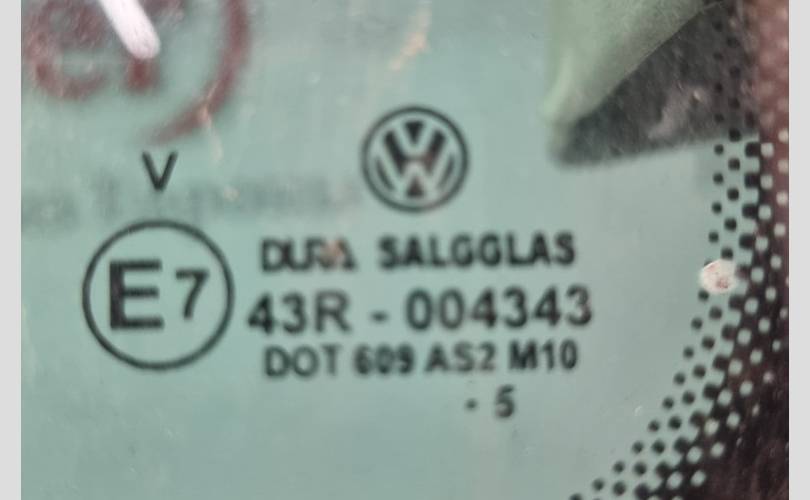 V
DURA SALGGLAS
E7 43R - 004343
DOT 609 AS2 M10
· 5